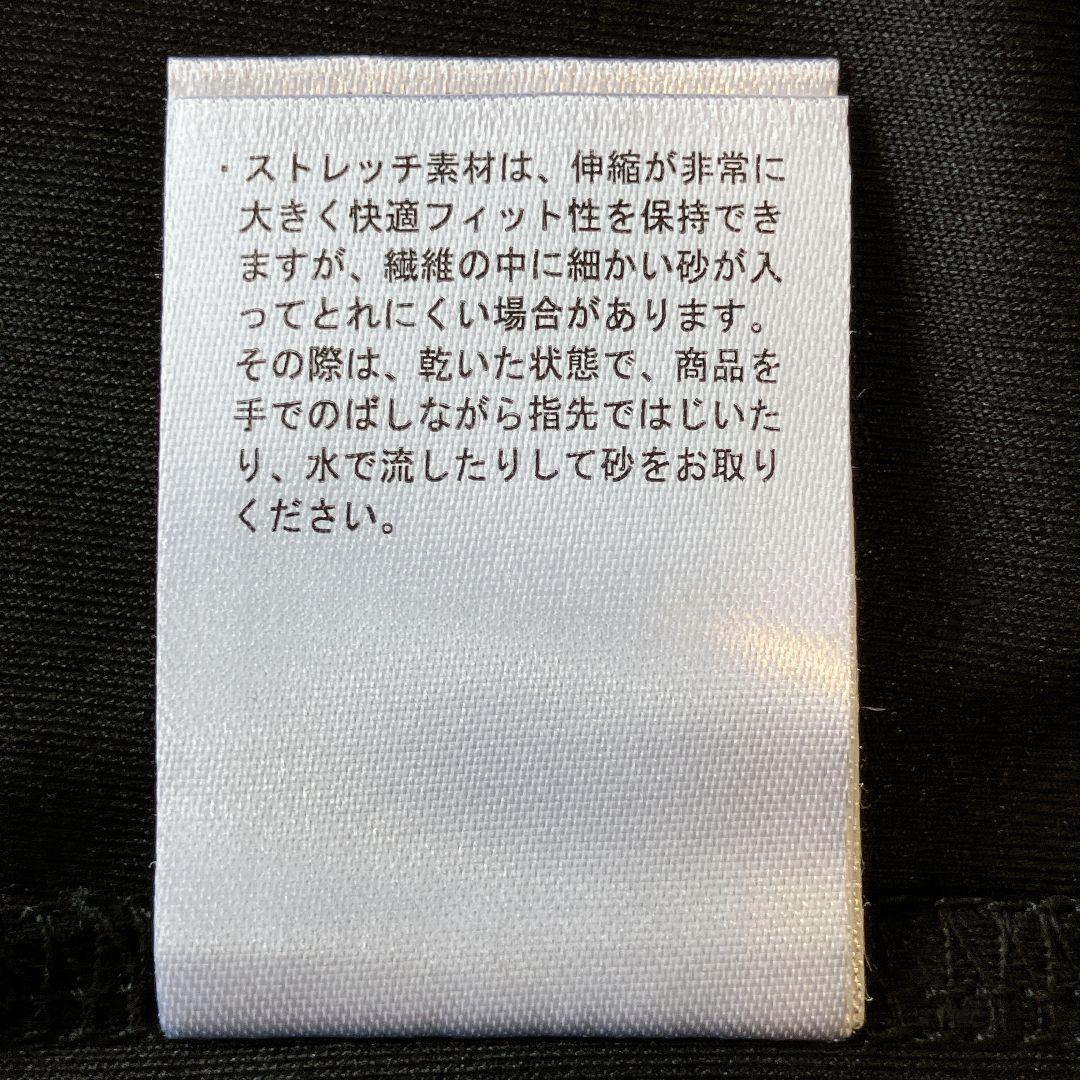 ・ストレッチ素材は、伸縮が非常に
大きく快適フィット性を保持でき
ますが、繊維の中に細かい砂が入
ってとれにくい場合があります。
その際は、乾いた状態で、商品を
手でのばしながら指先ではじいた
り、水で流したりして砂をお取り
ください。